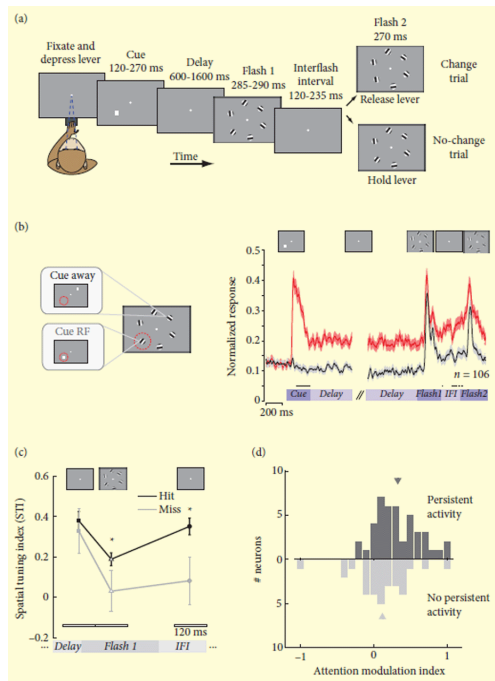 (a)
Fixate and
depress lever
Cue
120-270 ms
Delay
600-1600 ms
Flash 1
285-290 ms
Interflash
interval
120-235 ms
Flash 2
270 ms
Change
trial
Release lever
No-change
trial
Hold lever
Time
(b)
Cue away
Cue RF
Normalized response
0.5
0.4
0.3
0.2
0.1
0
n = 106
Cue
Delay
//
Delay
Flash1
IFI
Flash2
200 ms
(c)
Spatial tuning index (STI)
0.6
0.4
0.2
0
−0.2
Hit
Miss
*
*
120 ms
... Delay
Flash 1
IFI
...
(d)
# neurons
10
5
0
5
10
Persistent
activity
No persistent
activity
−1
0
1
Attention modulation index